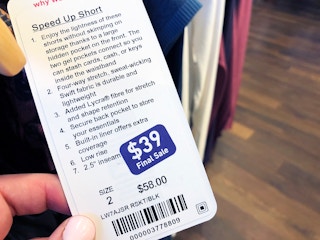 why w
Speed Up Short
1. Enjoy the lightness of these
shorts without skimping on
storage thanks to a large
hidden pocket on the front. The
two gel pockets connect so you
can stash cards, cash, or keys
inside the waistband
2. Four-way stretch, sweat-wicking
Swift fabric is durable and
lightweight
3. Added Lycra® fibre for stretch
and shape retention
4. Secure back pocket to store
your essentials
5. Built-in liner offers extra
coverage
6. Low rise
7. 2.5" inseam
$39
Final Sale
SIZE
2
$58.00
LW7AJSR RSKT/BLK
000003778809